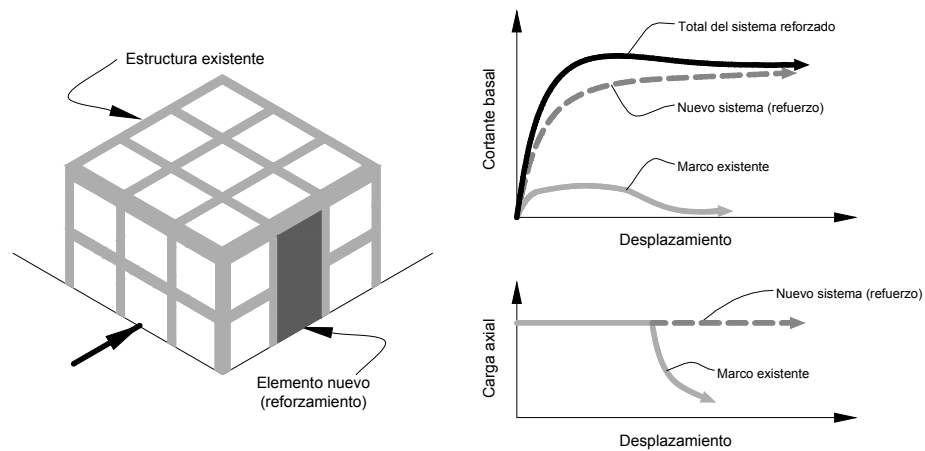 Estructura existente
Elemento nuevo
(reforzamiento)
Total del sistema reforzado
Nuevo sistema (refuerzo)
Marco existente
Cortante basal
Desplazamiento
Nuevo sistema (refuerzo)
Marco existente
Carga axial
Desplazamiento